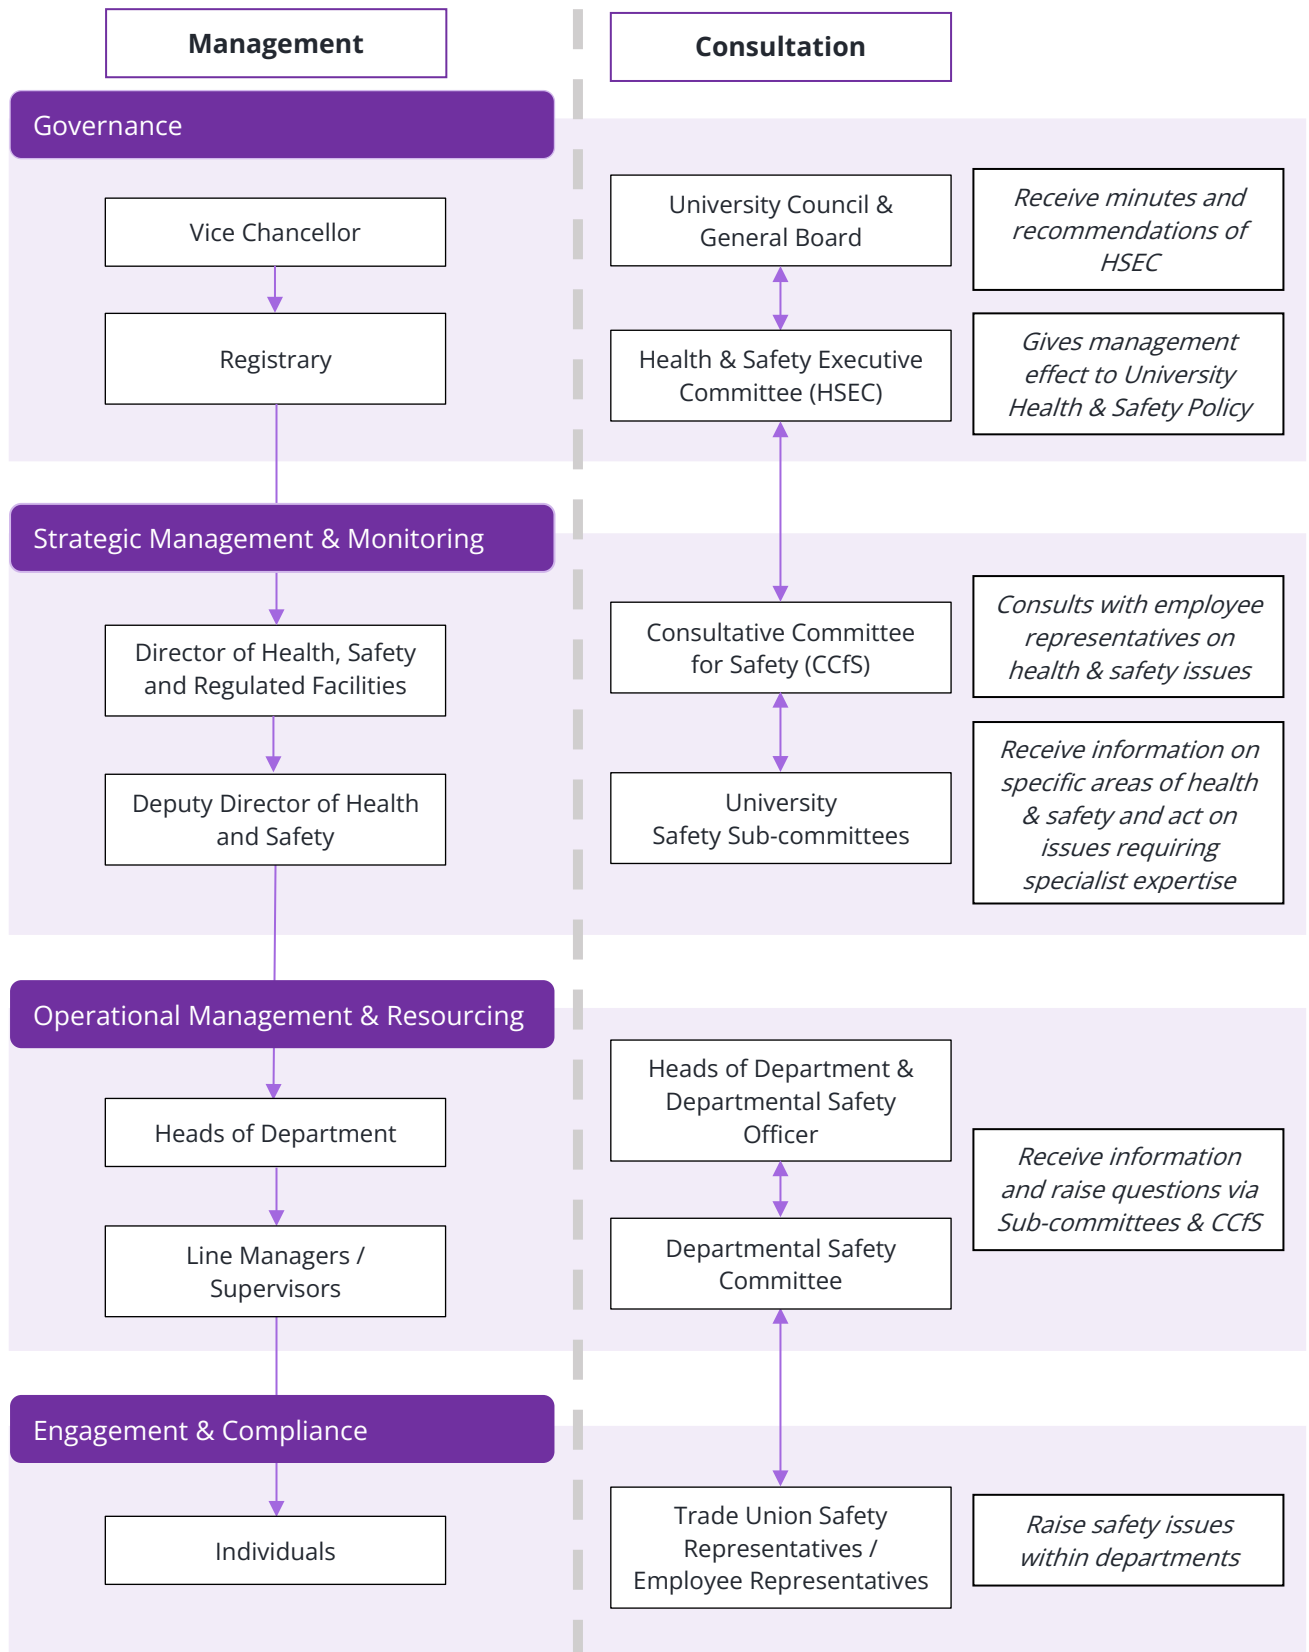 Management
Consultation
Governance
Vice Chancellor
Registrary
University Council &
General Board
Receive minutes and
recommendations of
HSEC
Health & Safety Executive
Committee (HSEC)
Gives management
effect to University
Health & Safety Policy
Strategic Management & Monitoring
Director of Health, Safety
and Regulated Facilities
Deputy Director of Health
and Safety
Consultative Committee
for Safety (CCfS)
Consults with employee
representatives on
health & safety issues
University
Safety Sub-committees
Receive information on
specific areas of health
& safety and act on
issues requiring
specialist expertise
Operational Management & Resourcing
Heads of Department
Line Managers /
Supervisors
Heads of Department &
Departmental Safety
Officer
Departmental Safety
Committee
Receive information
and raise questions via
Sub-committees & CCfS
Engagement & Compliance
Individuals
Trade Union Safety
Representatives /
Employee Representatives
Raise safety issues
within departments